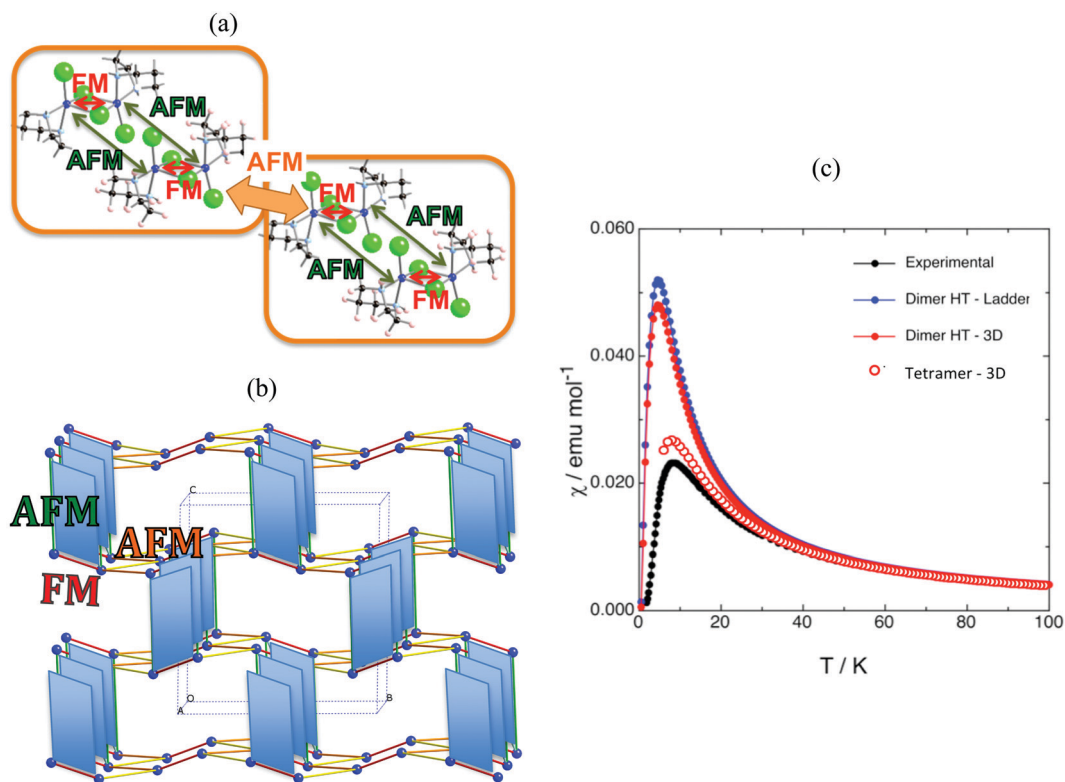 (a)
FM
AFM
AFM
FM
AFM
FM
AFM
AFM
FM
(b)
AFM
AFM
FM
C
O
A
B
(c)
0.060
0.040
0.020
0.000
χ / emu mol⁻¹
Experimental
Dimer HT - Ladder
Dimer HT - 3D
Tetramer - 3D
0
20
40
60
80
100
T / K